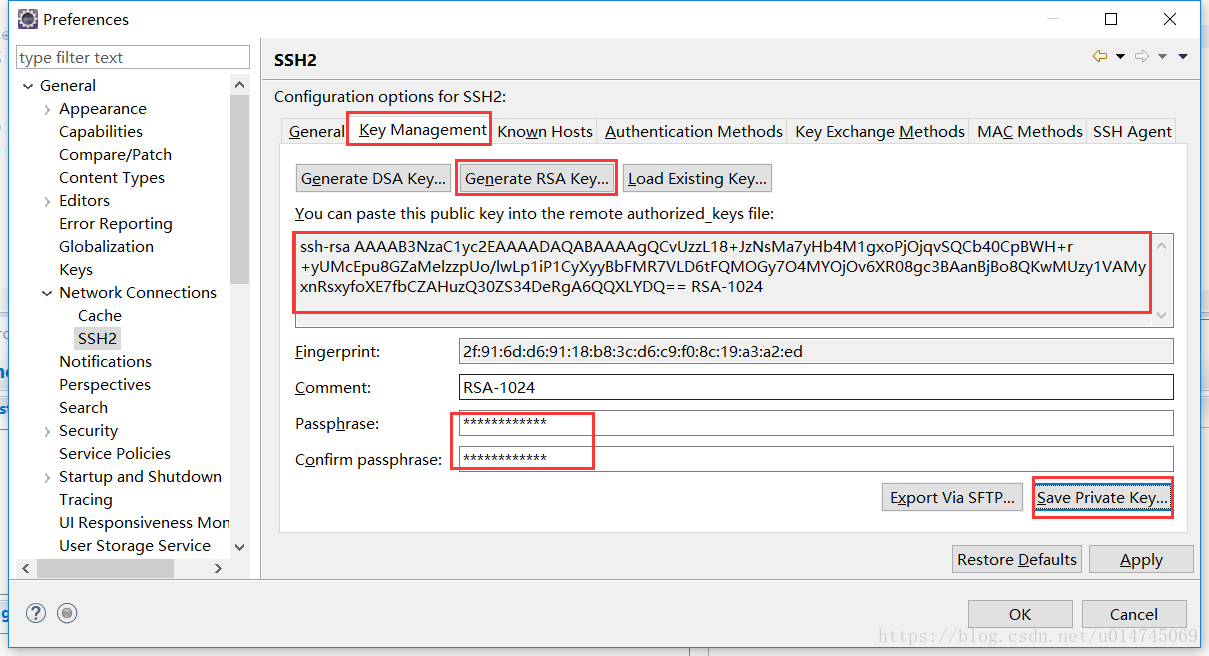 Preferences
type filter text
General
Appearance
Capabilities
Compare/Patch
Content Types
Editors
Error Reporting
Globalization
Keys
Network Connections
Cache
SSH2
Notifications
Perspectives
Search
Security
Service Policies
Startup and Shutdown
Tracing
UI Responsiveness Mon
User Storage Service
SSH2
Configuration options for SSH2:
General Key Management Known Hosts Authentication Methods Key Exchange Methods MAC Methods SSH Agent
Generate DSA Key... Generate RSA Key... Load Existing Key...
You can paste this public key into the remote authorized_keys file:
ssh-rsa AAAAB3NzaC1yc2EAAAADAQABAAAAgQCvUzzL18+JzNsMa7yHb4M1gxoPjOjqvSQCb40CpBWH+r
+yUMcEpu8GZaMelzzpUo/lwLp1iP1CyXyyBbFMR7VLD6tFQMOGy7O4MYOjOv6XR08gc3BAanBjBo8QKwMUzy1VAMy
xnRsxyfoXE7fbCZAHuzQ30ZS34DeRgA6QQXLYDQ== RSA-1024
Fingerprint: 2f:91:6d:d6:91:18:b8:3c:d6:c9:f0:8c:19:a3:a2:ed
Comment: RSA-1024
Passphrase: ************
Confirm passphrase: ************
Export Via SFTP... Save Private Key...
Restore Defaults Apply
OK Cancel
https://blog.csdn.net/u014745069